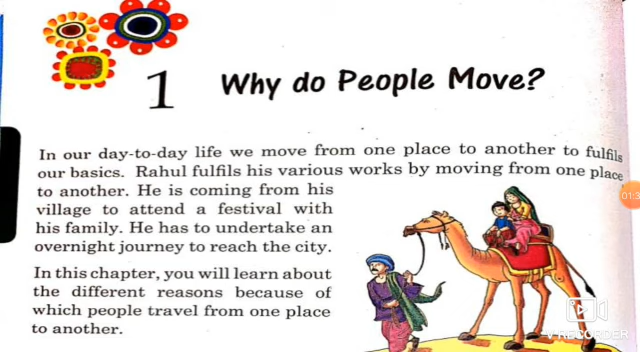 1 Why do People Move?
In our day-to-day life we move from one place to another to fulfils
our basics. Rahul fulfils his various works by moving from one place
to another. He is coming from his
village to attend a festival with
his family. He has to undertake an
overnight journey to reach the city.
In this chapter, you will learn about
the different reasons because of
which people travel from one place
to another.
01:3
V RECORDER